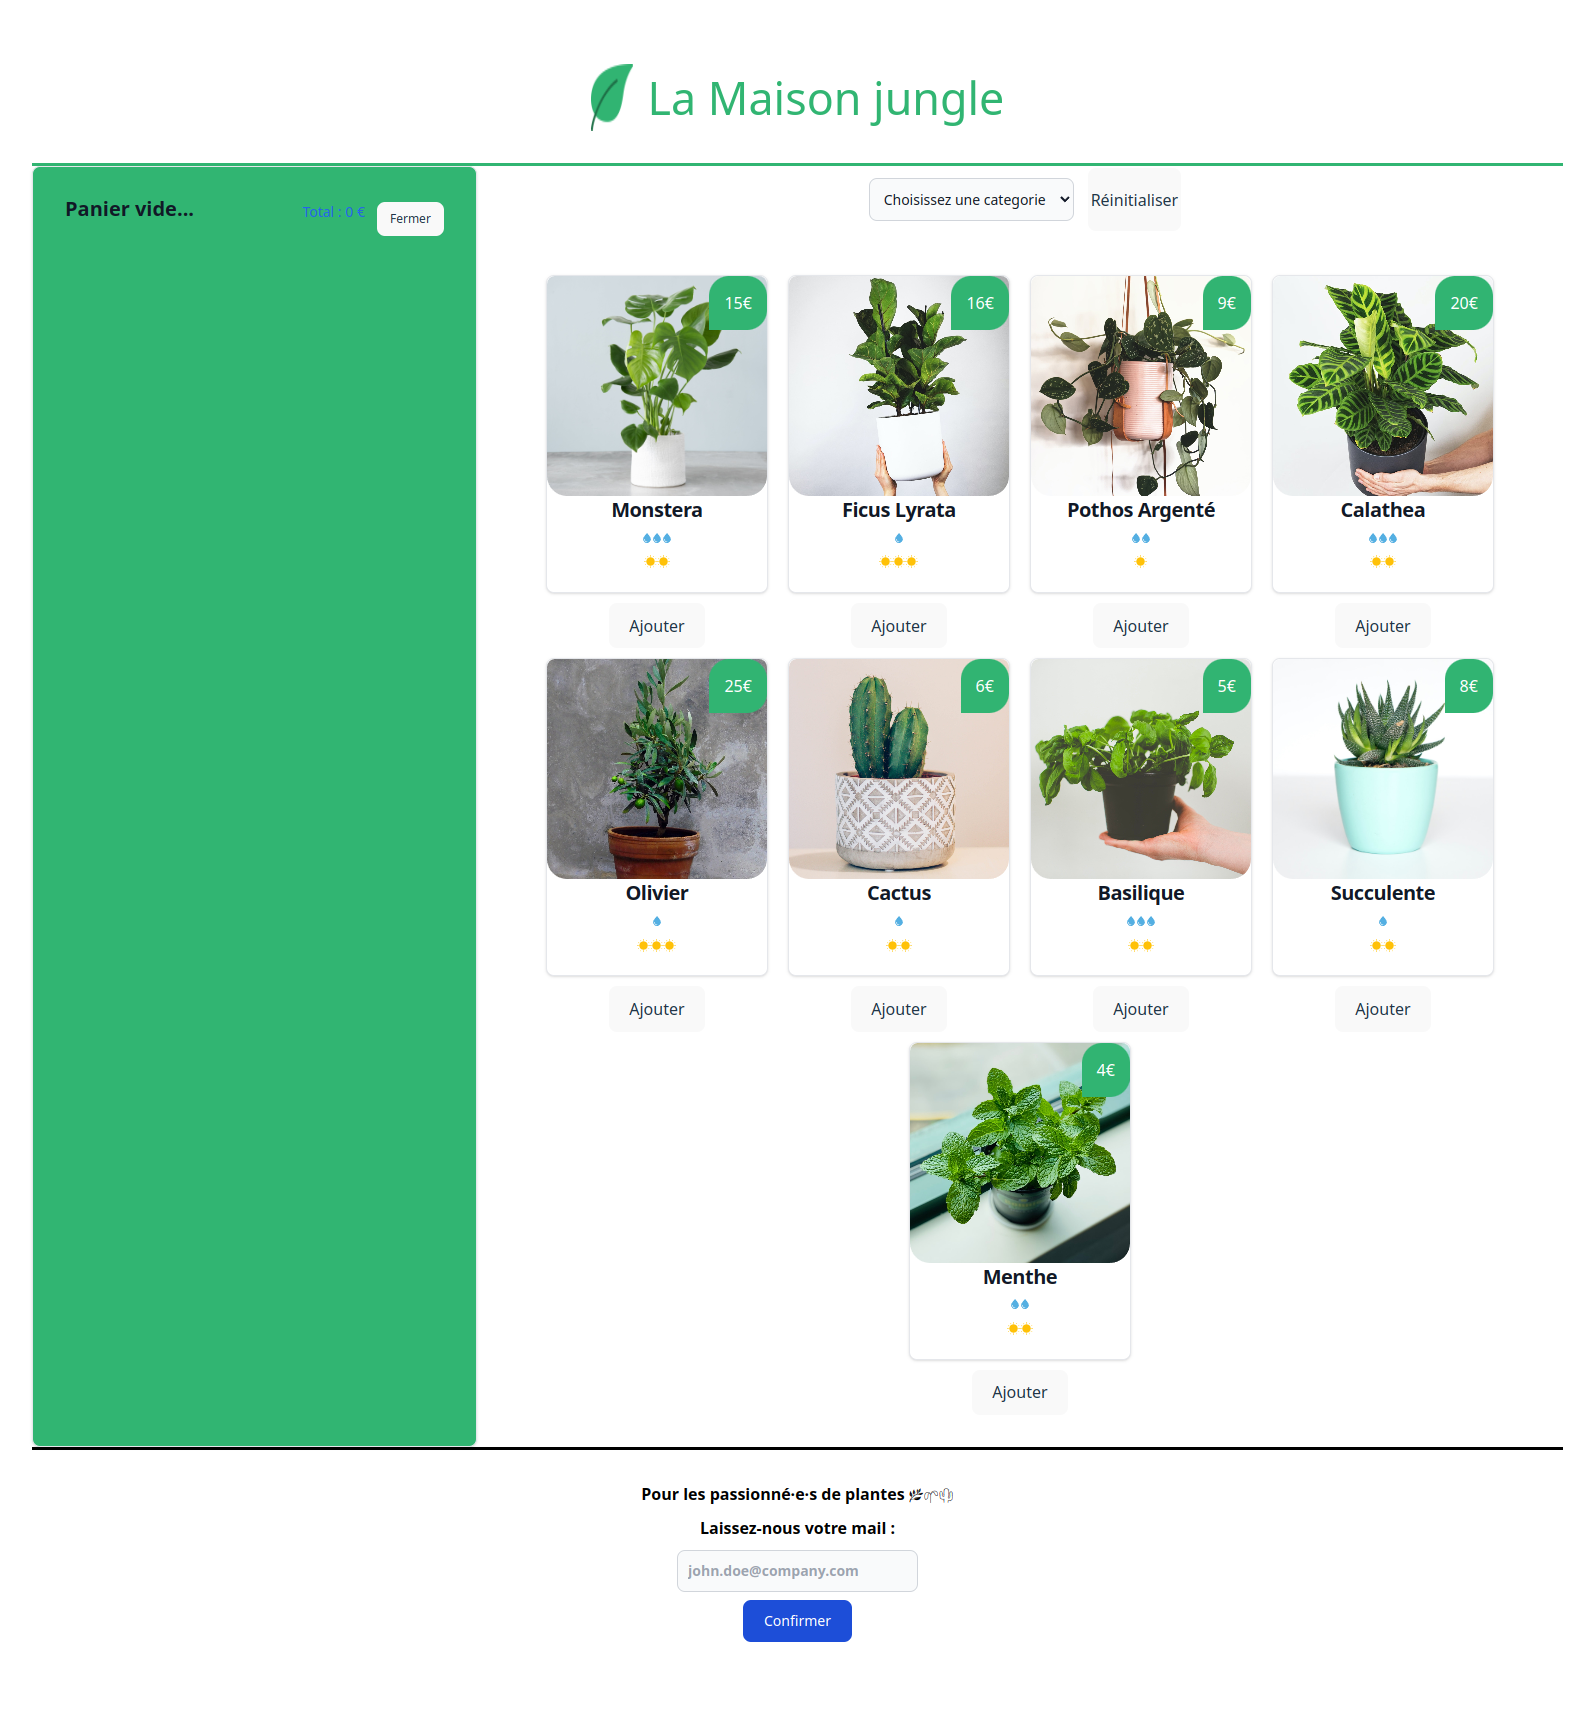 La Maison jungle
Panier vide...
Total : 0 €
Fermer
Choisissez une categorie
Réinitialiser
15€
16€
9€
20€
Monstera
Ficus Lyrata
Pothos Argenté
Calathea
Ajouter
Ajouter
Ajouter
Ajouter
25€
6€
5€
8€
Olivier
Cactus
Basilique
Succulente
Ajouter
Ajouter
Ajouter
Ajouter
4€
Menthe
Ajouter
Pour les passionné·e·s de plantes
Laissez-nous votre mail :
john.doe@company.com
Confirmer